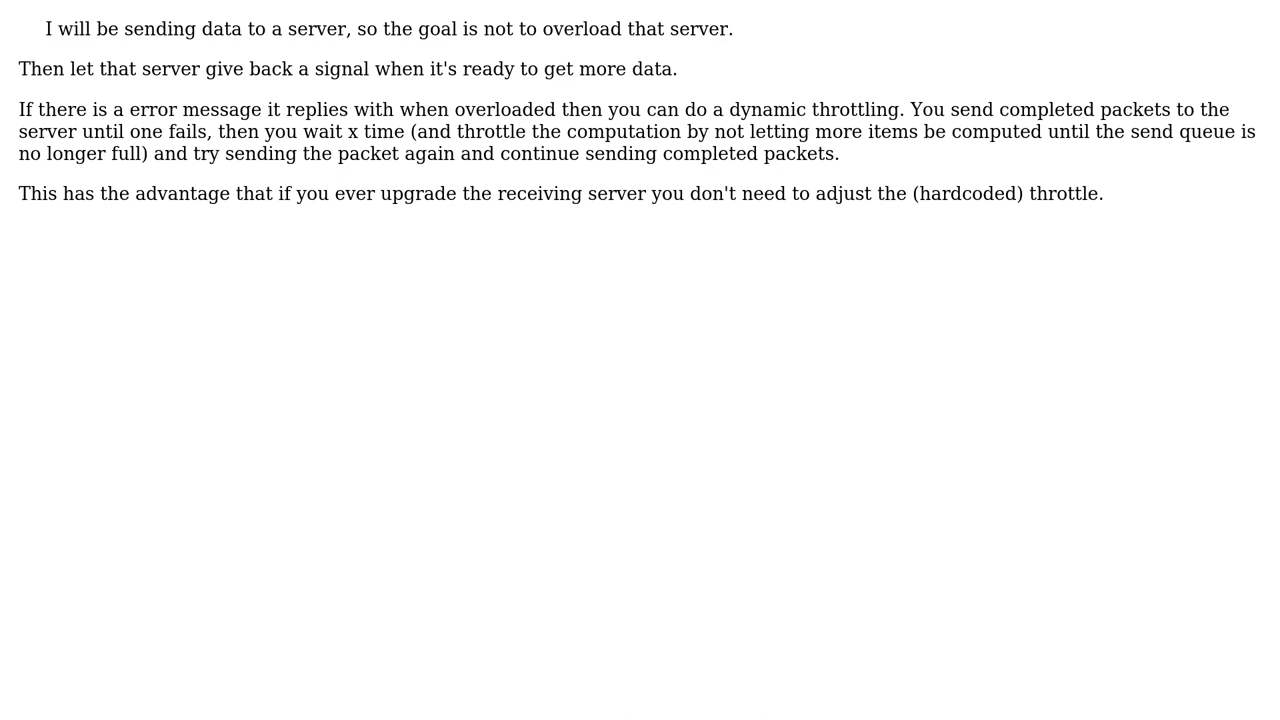 I will be sending data to a server, so the goal is not to overload that server.
Then let that server give back a signal when it's ready to get more data.
If there is a error message it replies with when overloaded then you can do a dynamic throttling. You send completed packets to the
server until one fails, then you wait x time (and throttle the computation by not letting more items be computed until the send queue is
no longer full) and try sending the packet again and continue sending completed packets.
This has the advantage that if you ever upgrade the receiving server you don't need to adjust the (hardcoded) throttle.